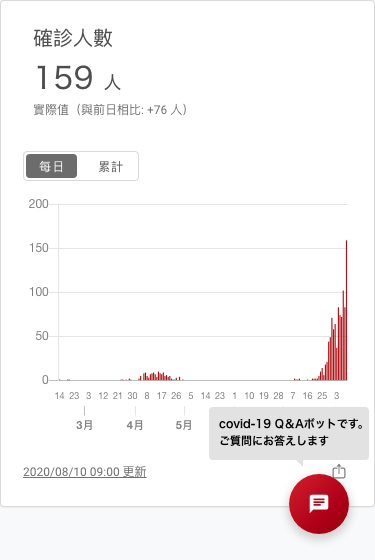 確診人數
159 人
實際值（與前日相比: +76 人）
每日 累計
200
150
100
50
0
14 23 3 12 21 30 8 17 26 5 14 23 1 10 19 28 7 16 25 3
3月 4月 5月
covid-19 Q&Aボットです。
ご質問にお答えします
2020/08/10 09:00 更新